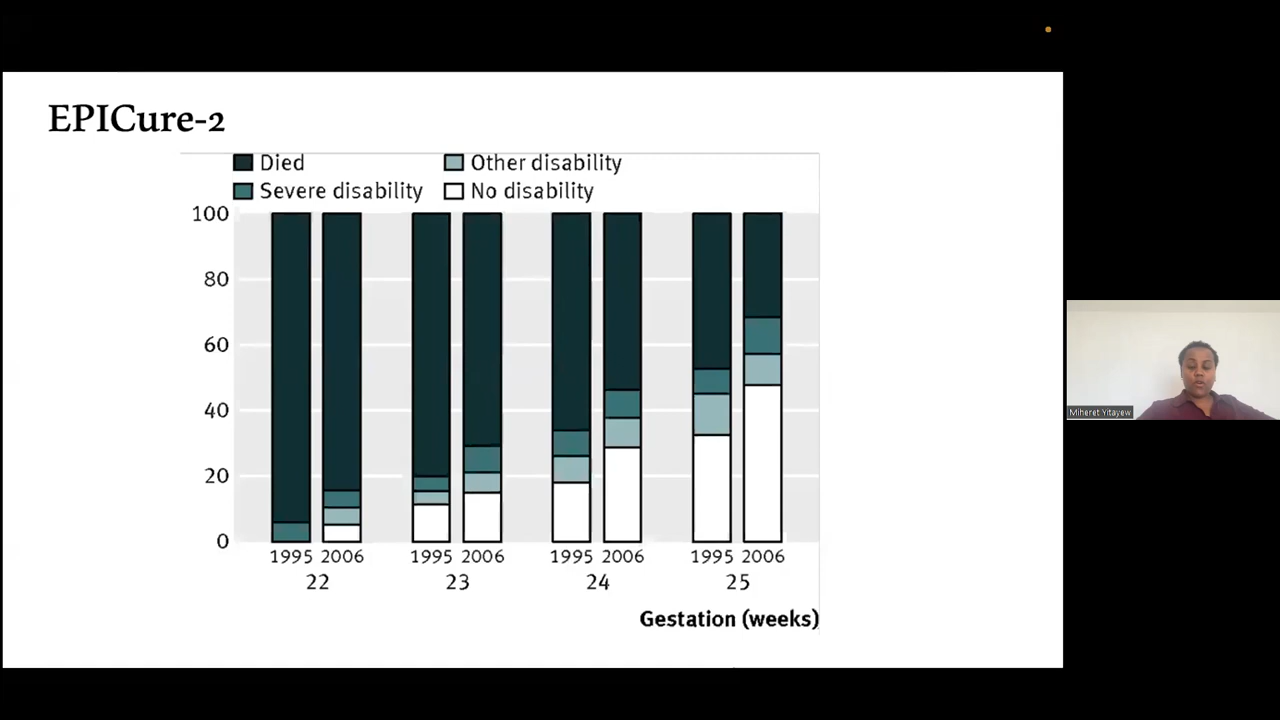 EPICure-2
Died Other disability
Severe disability No disability
100
80
60
40
20
0
1995 2006 1995 2006 1995 2006 1995 2006
22 23 24 25
Gestation (weeks)
Miheret Yitayew